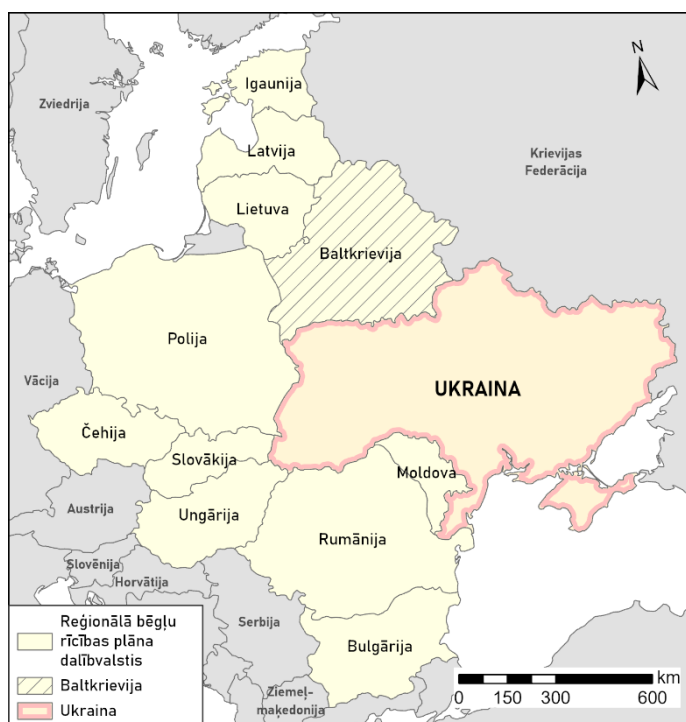 N
Igaunija
Zviedrija
Latvija
Krievijas
Federācija
Lietuva
Baltkrievija
Polija
Vācija
UKRAINA
Čehija
Slovākija
Moldova
Austrija
Ungārija
Rumānija
Slovēnija
Horvātija
Serbija
Bulgārija
Ziemeļ-
maķedonija
Reģionālā bēgļu
rīcības plāna
dalībvalstis
Baltkrievija
Ukraina
km
0 150 300 600